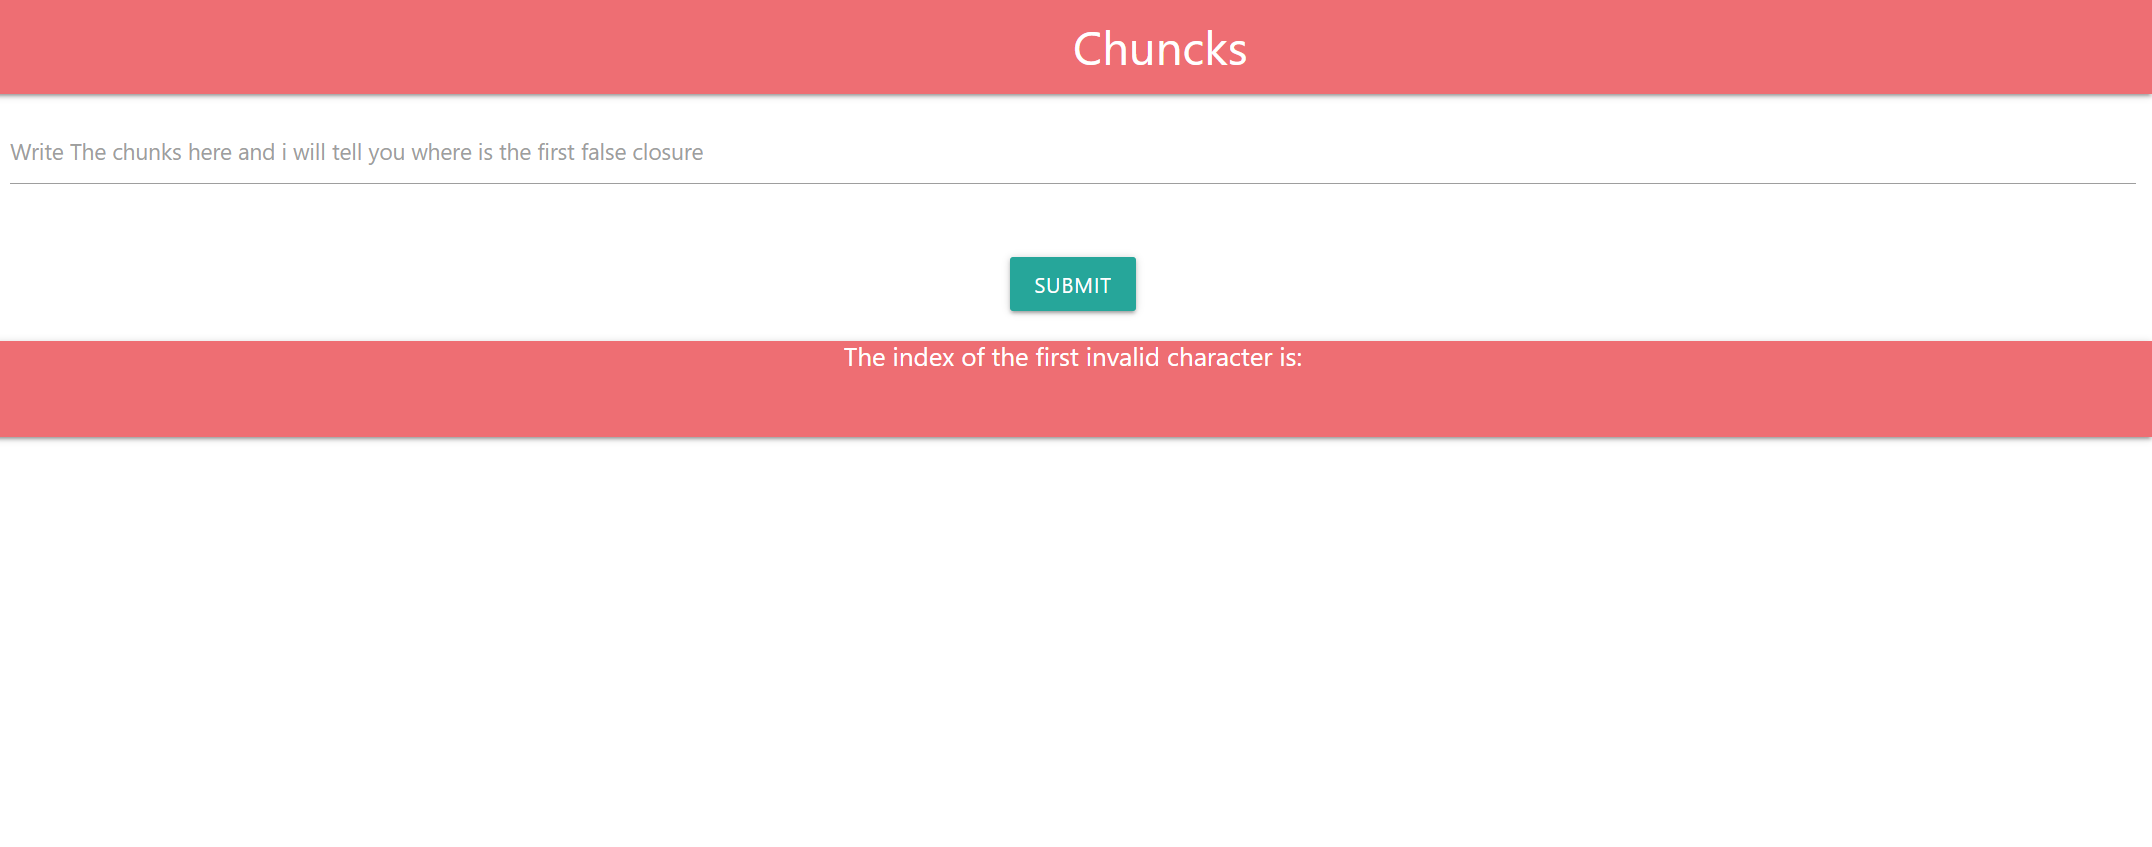 Chuncks
Write The chunks here and i will tell you where is the first false closure
SUBMIT
The index of the first invalid character is: